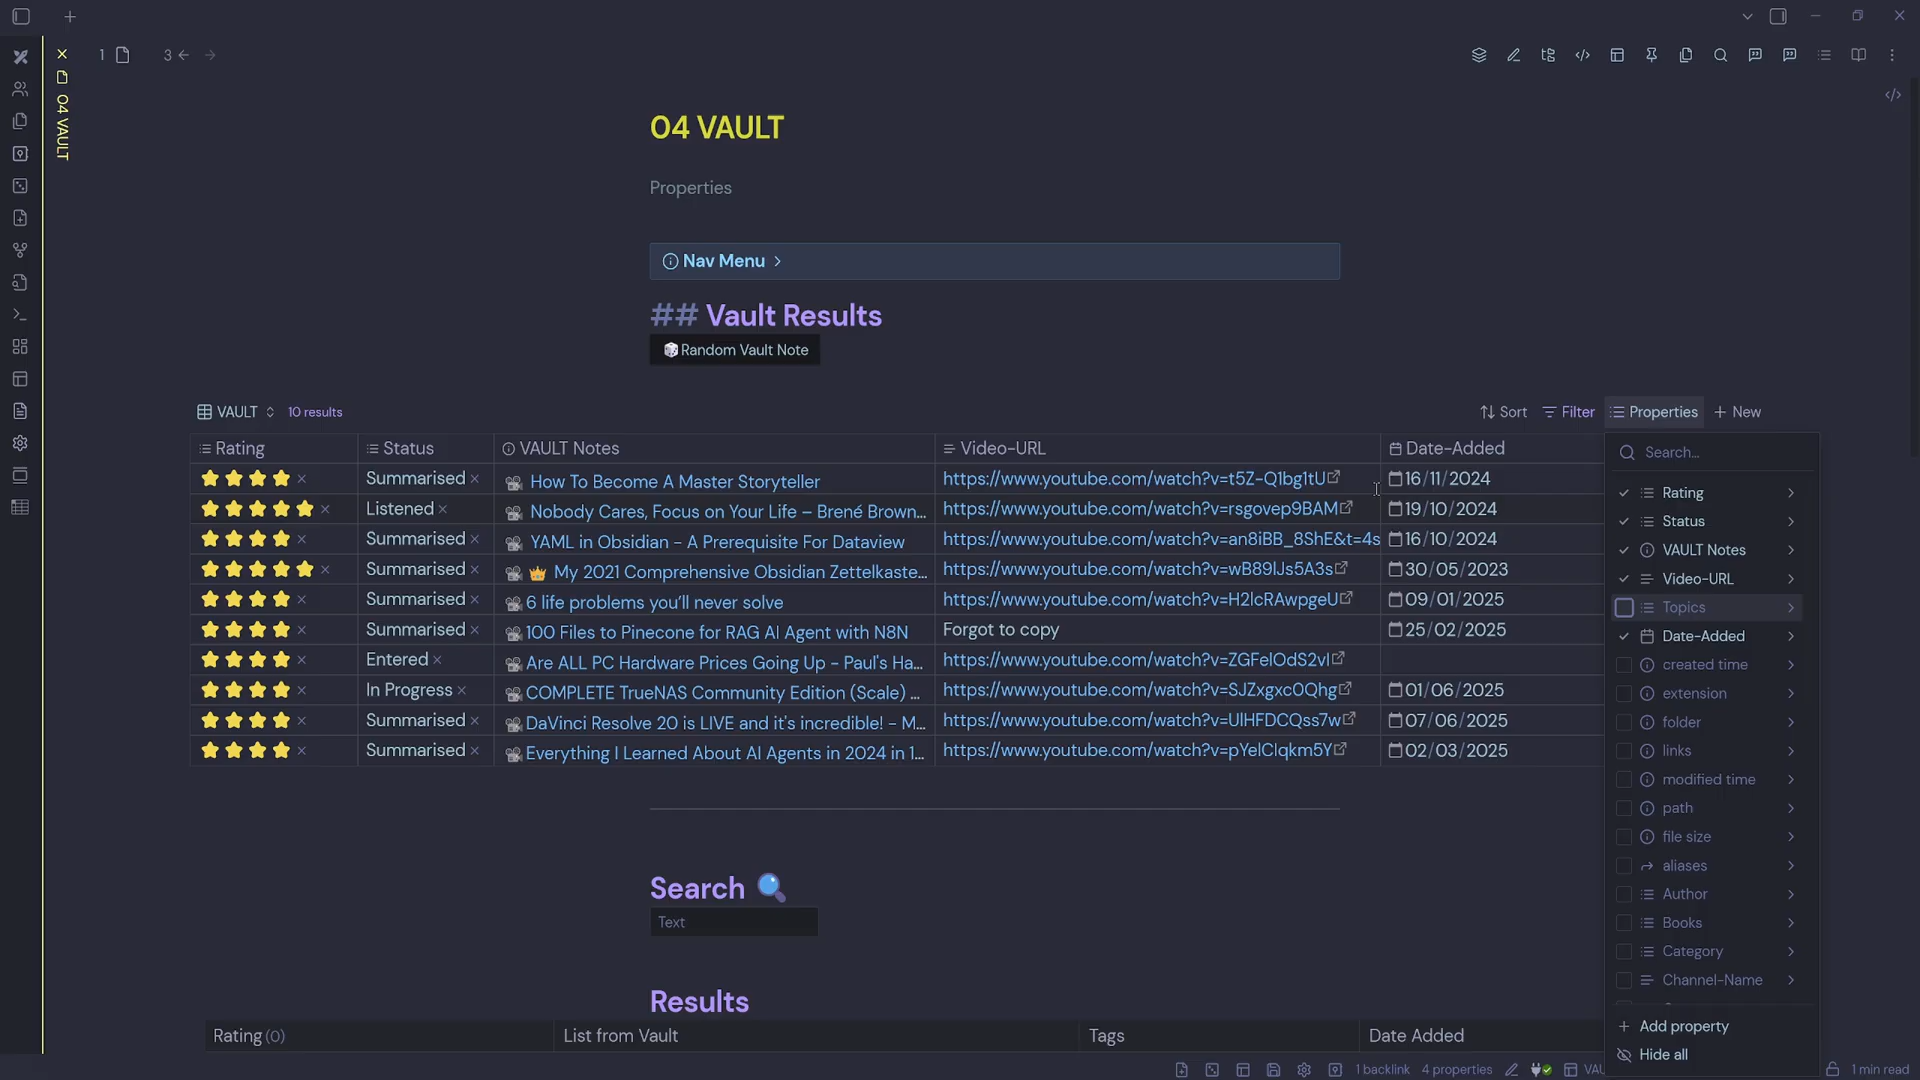 1
3
04 VAULT
04 VAULT
Properties
Nav Menu
## Vault Results
Random Vault Note
VAULT
10 results
Sort
Filter
Properties
New
Rating
Status
VAULT Notes
Video-URL
Date-Added
Summarised
How To Become A Master Storyteller
https://www.youtube.com/watch?v=t5Z-Q1bg1tU
16/11/2024
Listened
Nobody Cares, Focus on Your Life – Brené Brown…
https://www.youtube.com/watch?v=rsgovep9BAM
19/10/2024
Summarised
YAML in Obsidian - A Prerequisite For Dataview
https://www.youtube.com/watch?v=an8iBB_8ShE&t=4s
16/10/2024
Summarised
My 2021 Comprehensive Obsidian Zettelkaste…
https://www.youtube.com/watch?v=wB89lJs5A3s
30/05/2023
Summarised
6 life problems you’ll never solve
https://www.youtube.com/watch?v=H2lcRAwpgeU
09/01/2025
Summarised
100 Files to Pinecone for RAG AI Agent with N8N
Forgot to copy
25/02/2025
Entered
Are ALL PC Hardware Prices Going Up - Paul's Ha…
https://www.youtube.com/watch?v=ZGFelOdS2vI
In Progress
COMPLETE TrueNAS Community Edition (Scale) …
https://www.youtube.com/watch?v=SJZxgxc0Qhg
01/06/2025
Summarised
DaVinci Resolve 20 is LIVE and it's incredible! - M…
https://www.youtube.com/watch?v=UlHFDCQss7w
07/06/2025
Summarised
Everything I Learned About AI Agents in 2024 in 1…
https://www.youtube.com/watch?v=pYelClqkm5Y
02/03/2025
Search...
Rating
Status
VAULT Notes
Video-URL
Topics
Date-Added
created time
extension
folder
links
modified time
path
file size
aliases
Author
Books
Category
Channel-Name
Add property
Hide all
Search
Text
Results
Rating (0)
List from Vault
Tags
Date Added
1 backlink
4 properties
VAU
1 min read